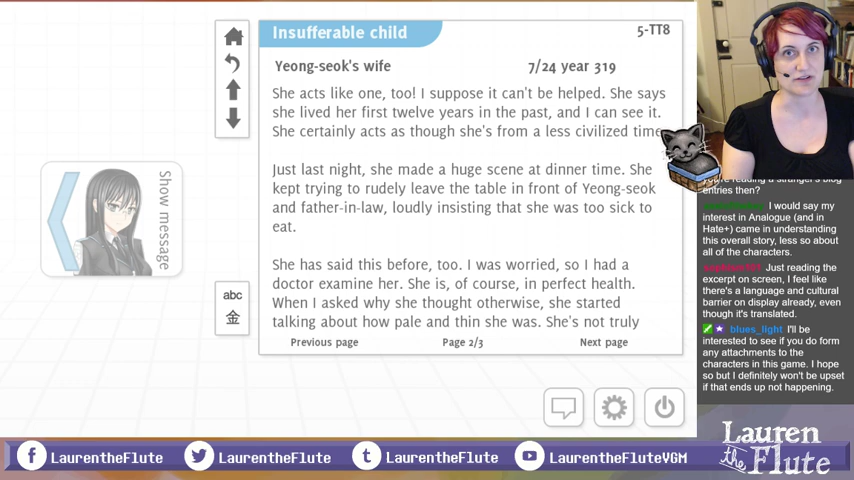 Insufferable child
5-TT8
Yeong-seok's wife
7/24 year 319
She acts like one, too! I suppose it can't be helped. She says
she lived her first twelve years in the past, and I can see it.
She certainly acts as though she's from a less civilized time
Just last night, she made a huge scene at dinner time. She
kept trying to rudely leave the table in front of Yeong-seok
and father-in-law, loudly insisting that she was too sick to
eat.
She has said this before, too. I was worried, so I had a
doctor examine her. She is, of course, in perfect health.
When I asked why she thought otherwise, she started
talking about how pale and thin she was. She's not truly
Previous page
Page 2/3
Next page
Show message
abc
金
you're reading a stranger's blog
entries then?
I would say my
interest in Analogue (and in
Hate+) came in understanding
this overall story, less so about
all of the characters.
Just reading the
excerpt on screen, I feel like
there's a language and cultural
barrier on display already, even
though it's translated.
blues_light I'll be
interested to see if you do form
any attachments to the
characters in this game. I hope
so but I definitely won't be upset
if that ends up not happening.
LaurentheFlute
LaurentheFlute
LaurentheFlute
LaurentheFluteVGM
Lauren
the Flute